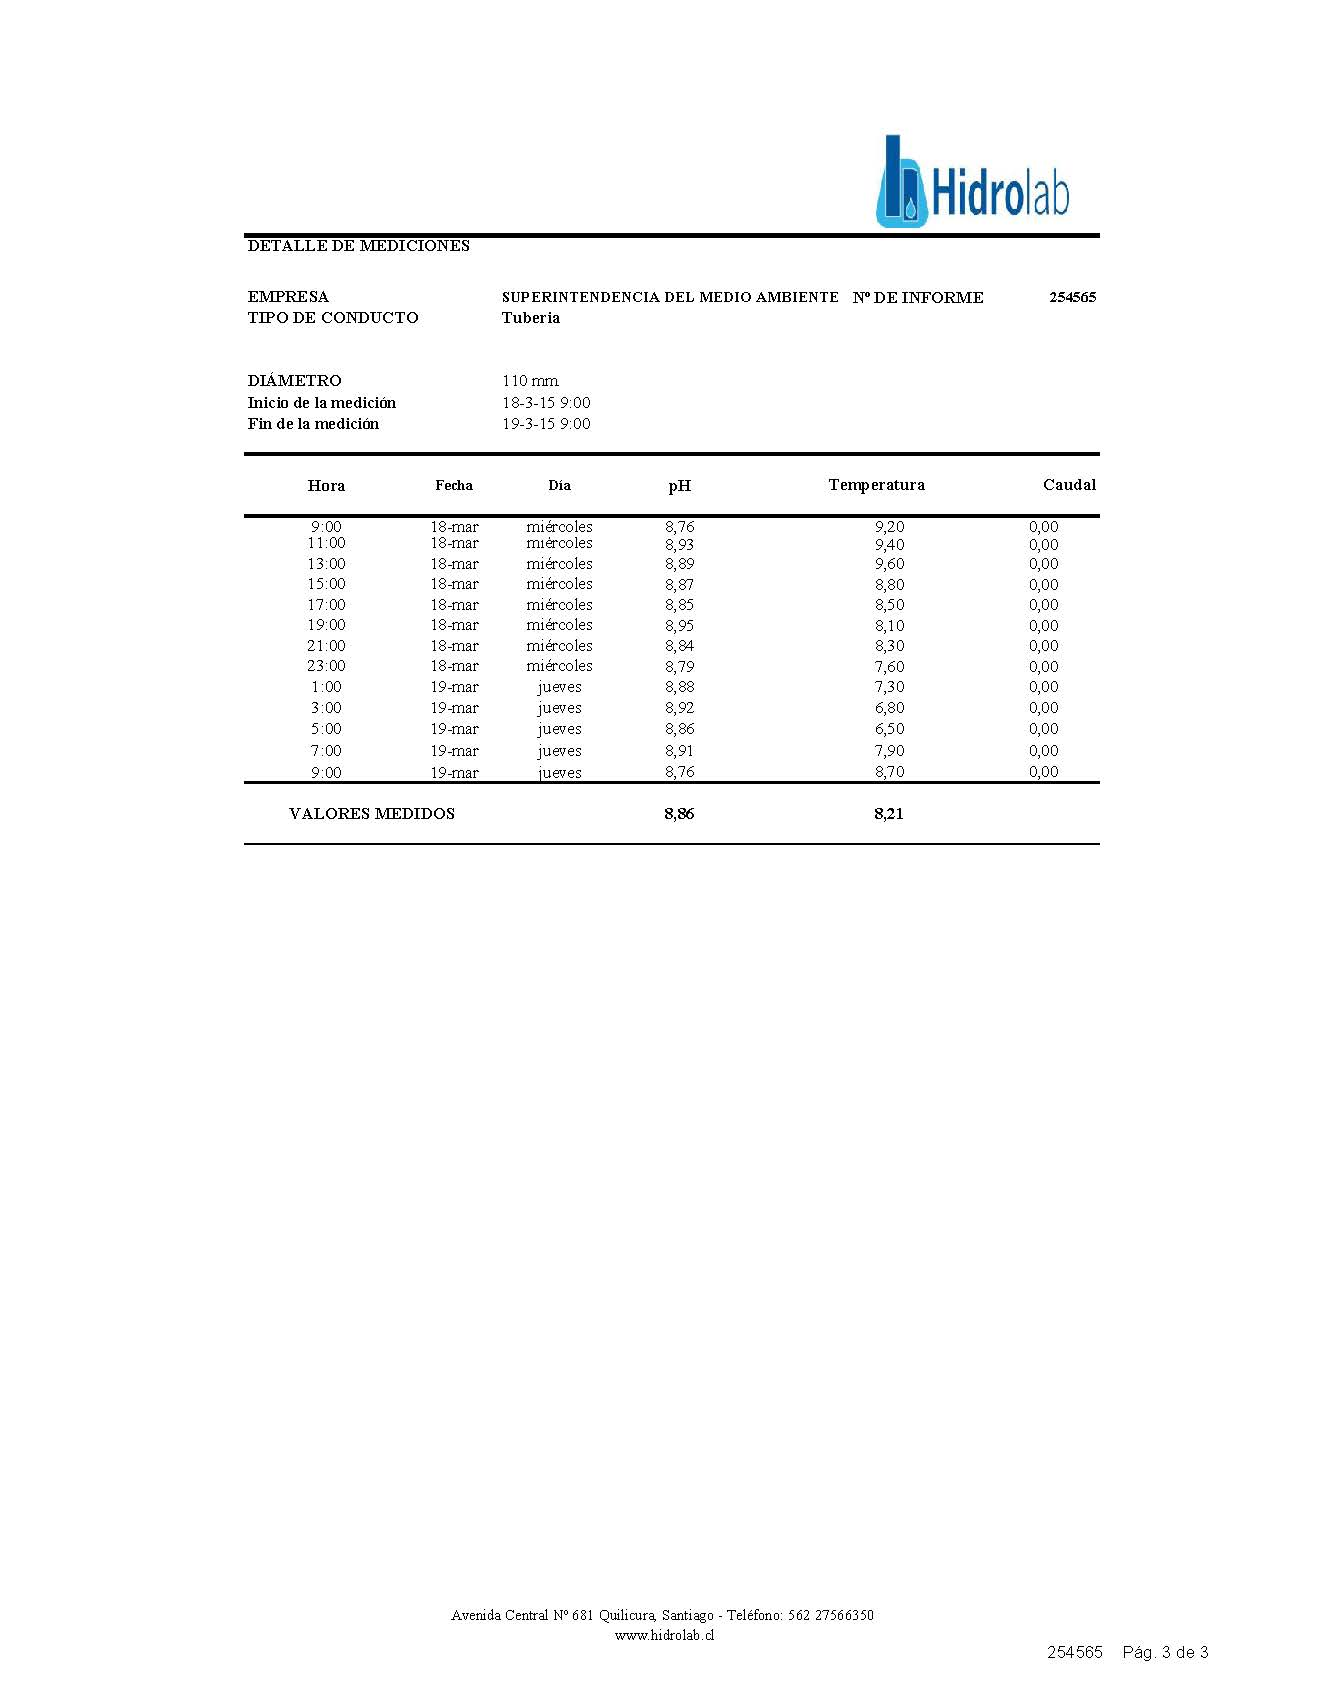 Hidrolab
DETALLE DE MEDICIONES
EMPRESA SUPERINTENDENCIA DEL MEDIO AMBIENTE Nº DE INFORME 254565
TIPO DE CONDUCTO Tuberia
DIÁMETRO 110 mm
Inicio de la medición 18-3-15 9:00
Fin de la medición 19-3-15 9:00
Hora Fecha Día pH Temperatura Caudal
9:00 18-mar miércoles 8,76 9,20 0,00
11:00 18-mar miércoles 8,93 9,40 0,00
13:00 18-mar miércoles 8,89 9,60 0,00
15:00 18-mar miércoles 8,87 8,80 0,00
17:00 18-mar miércoles 8,85 8,50 0,00
19:00 18-mar miércoles 8,95 8,10 0,00
21:00 18-mar miércoles 8,84 8,30 0,00
23:00 18-mar miércoles 8,79 7,60 0,00
1:00 19-mar jueves 8,88 7,30 0,00
3:00 19-mar jueves 8,92 6,80 0,00
5:00 19-mar jueves 8,86 6,50 0,00
7:00 19-mar jueves 8,91 7,90 0,00
9:00 19-mar jueves 8,76 8,70 0,00
VALORES MEDIDOS 8,86 8,21
Avenida Central Nº 681 Quilicura, Santiago - Teléfono: 562 27566350
www.hidrolab.cl
254565 Pág. 3 de 3